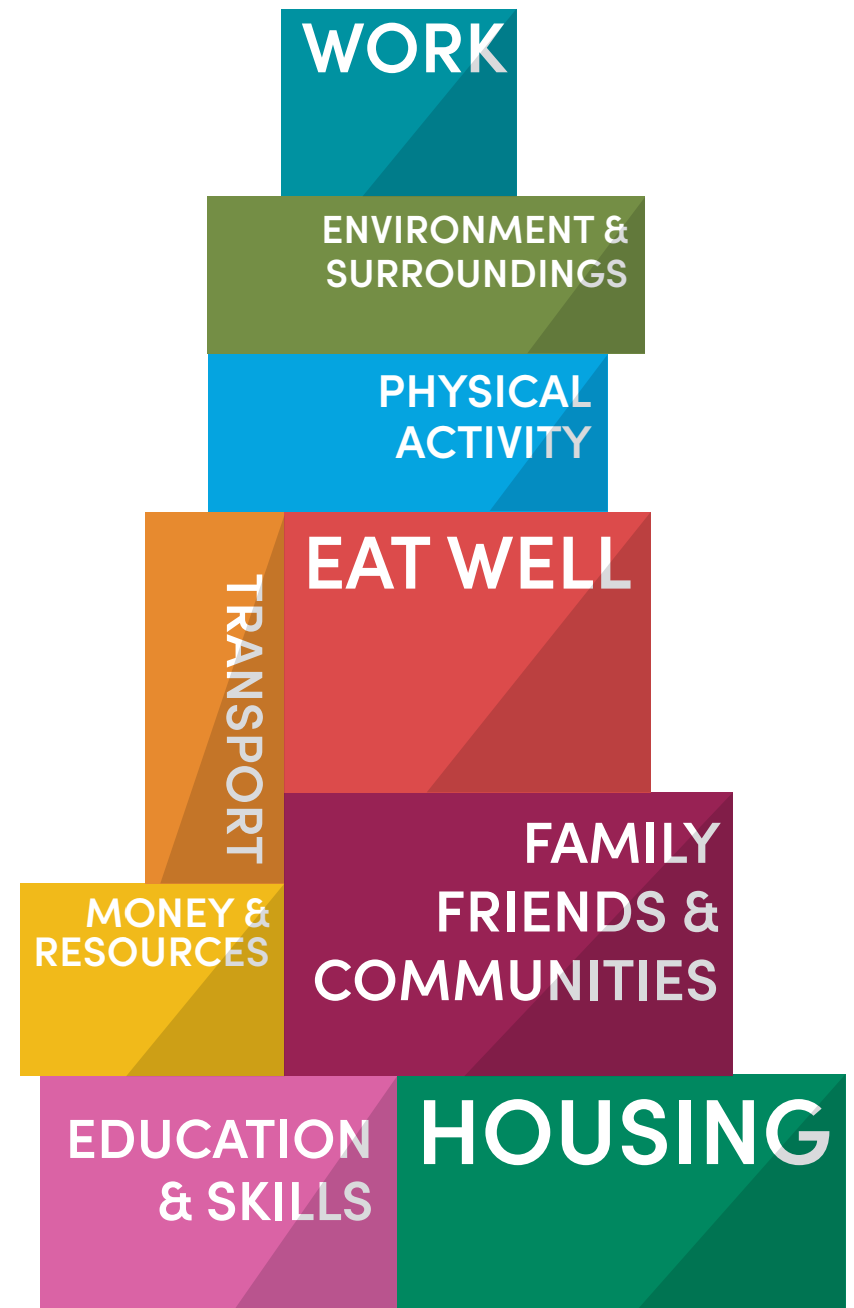 WORK
ENVIRONMENT &
SURROUNDINGS
PHYSICAL
ACTIVITY
TRANSPORT
EAT WELL
MONEY &
RESOURCES
FAMILY
FRIENDS &
COMMUNITIES
EDUCATION
& SKILLS
HOUSING